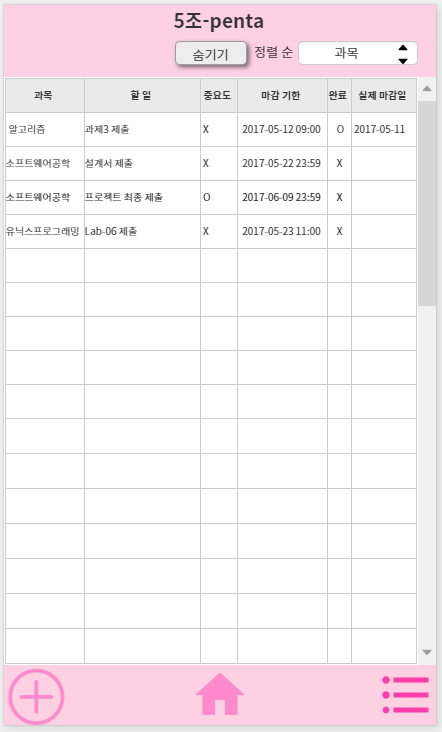 5조-penta
숨기기 정렬 순 과목
과목 할 일 중요도 마감 기한 완료 실제 마감일
알고리즘 과제3 제출 X 2017-05-12 09:00 O 2017-05-11
소프트웨어공학 설계서 제출 X 2017-05-22 23:59 X
소프트웨어공학 프로젝트 최종 제출 O 2017-06-09 23:59 X
유닉스프로그래밍 Lab-06 제출 X 2017-05-23 11:00 X